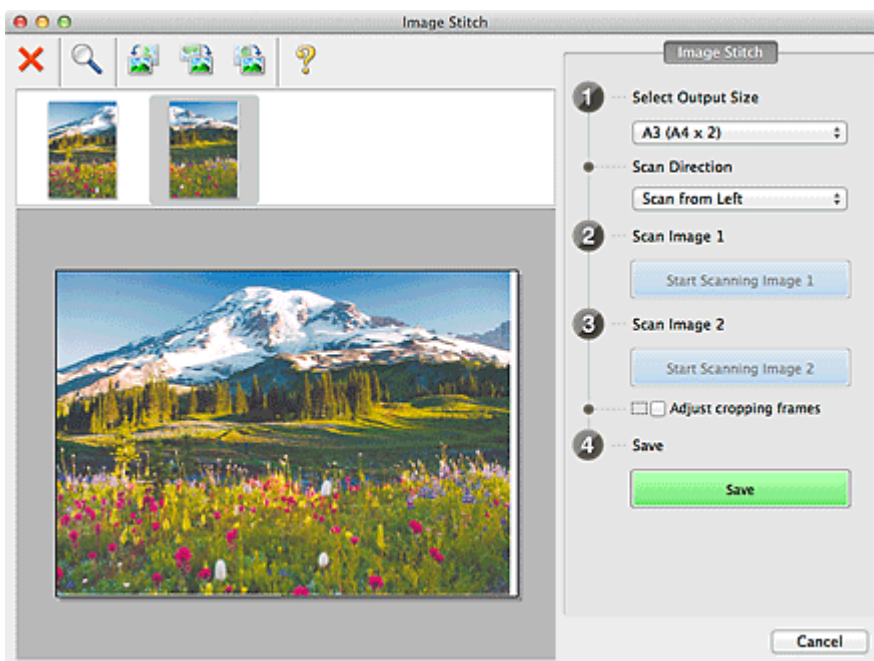 Image Stitch
Image Stitch
1 Select Output Size
A3 (A4 x 2)
Scan Direction
Scan from Left
2 Scan Image 1
Start Scanning Image 1
3 Scan Image 2
Start Scanning Image 2
Adjust cropping frames
4 Save
Save
Cancel